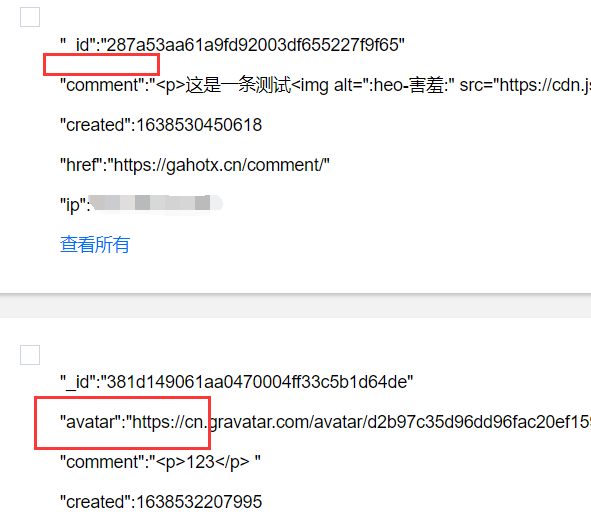 "_id":"287a53aa61a9fd92003df655227f9f65"
"comment":"<p>这是一条测试<img alt=":heo-害羞:" src="https://cdn.js
"created":1638530450618
"href":"https://gahotx.cn/comment/"
"ip":
查看所有
"_id":"381d149061aa0470004ff33c5b1d64de"
"avatar":"https://cn.gravatar.com/avatar/d2b97c35d96dd96fac20ef159
"comment":"<p>123</p> "
"created":1638532207995